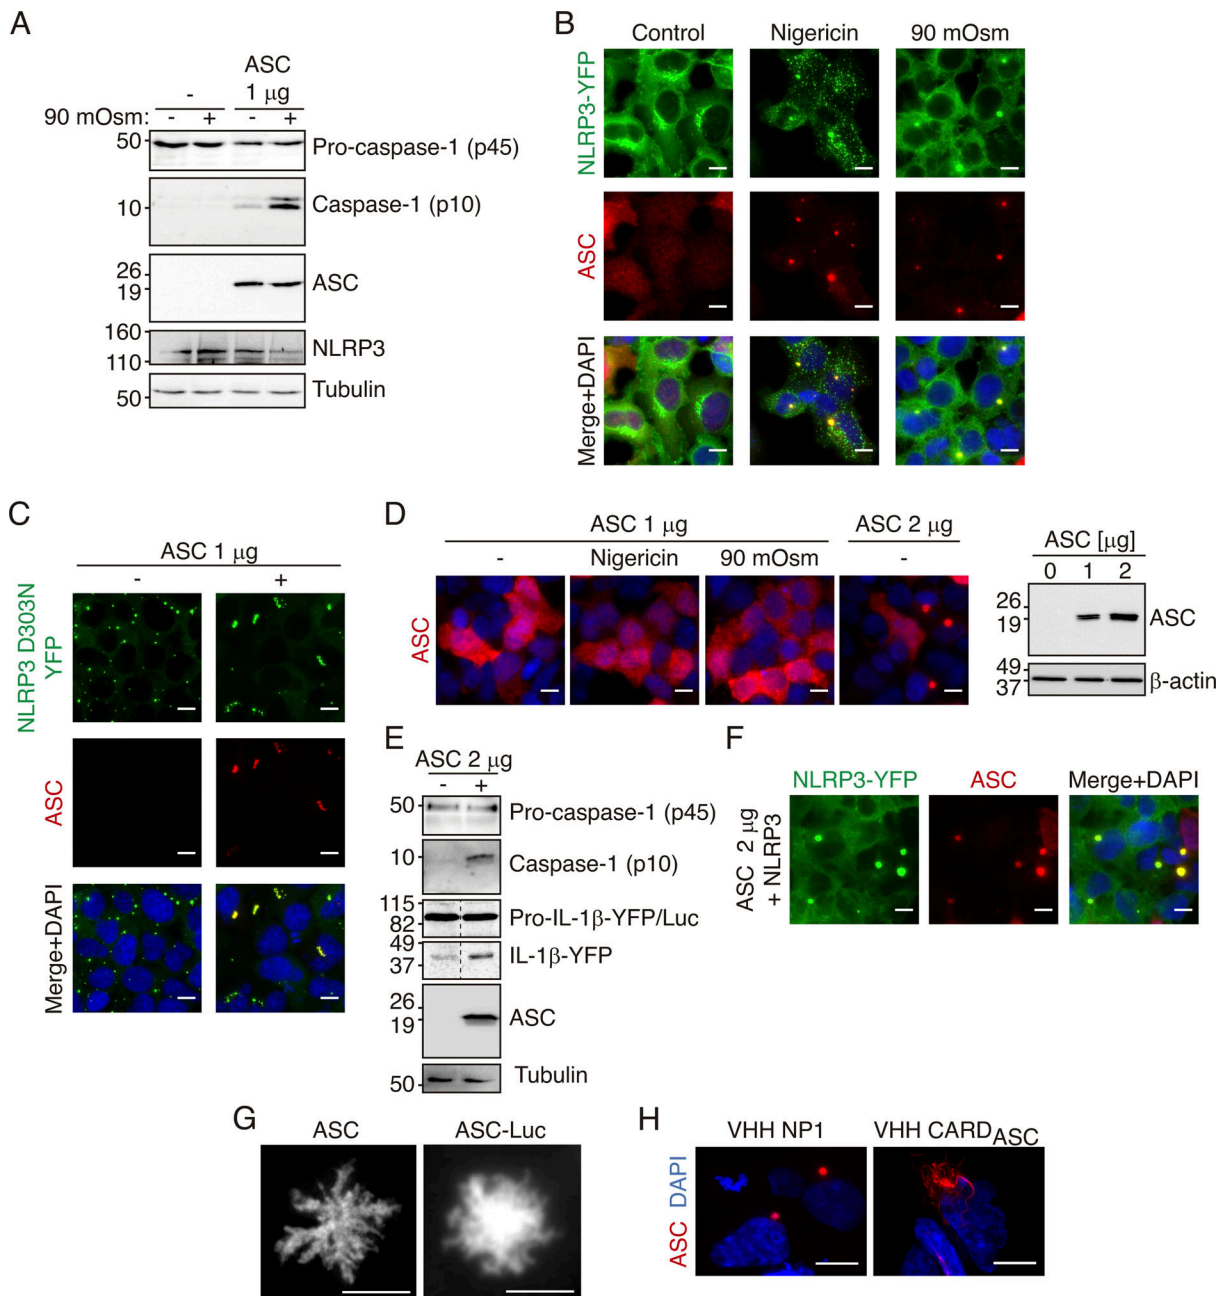 A
ASC
1 μg
-
90 mOsm: - + - +
50 Pro-caspase-1 (p45)
10 Caspase-1 (p10)
26
19 ASC
160
110 NLRP3
50 Tubulin
B
Control Nigericin 90 mOsm
NLRP3-YFP
ASC
Merge+DAPI
C
ASC 1 μg
- +
NLRP3 D303N
YFP
ASC
Merge+DAPI
D
ASC 1 μg ASC 2 μg
- Nigericin 90 mOsm -
ASC
ASC [μg]
0 1 2
26
19 ASC
49
37 β-actin
E
ASC 2 μg
- +
50 Pro-caspase-1 (p45)
10 Caspase-1 (p10)
115
82 Pro-IL-1β-YFP/Luc
49
37 IL-1β-YFP
26
19 ASC
50 Tubulin
F
NLRP3-YFP ASC Merge+DAPI
ASC 2 μg
+ NLRP3
G
ASC ASC-Luc
H
VHH NP1 VHH CARDASC
ASC DAPI